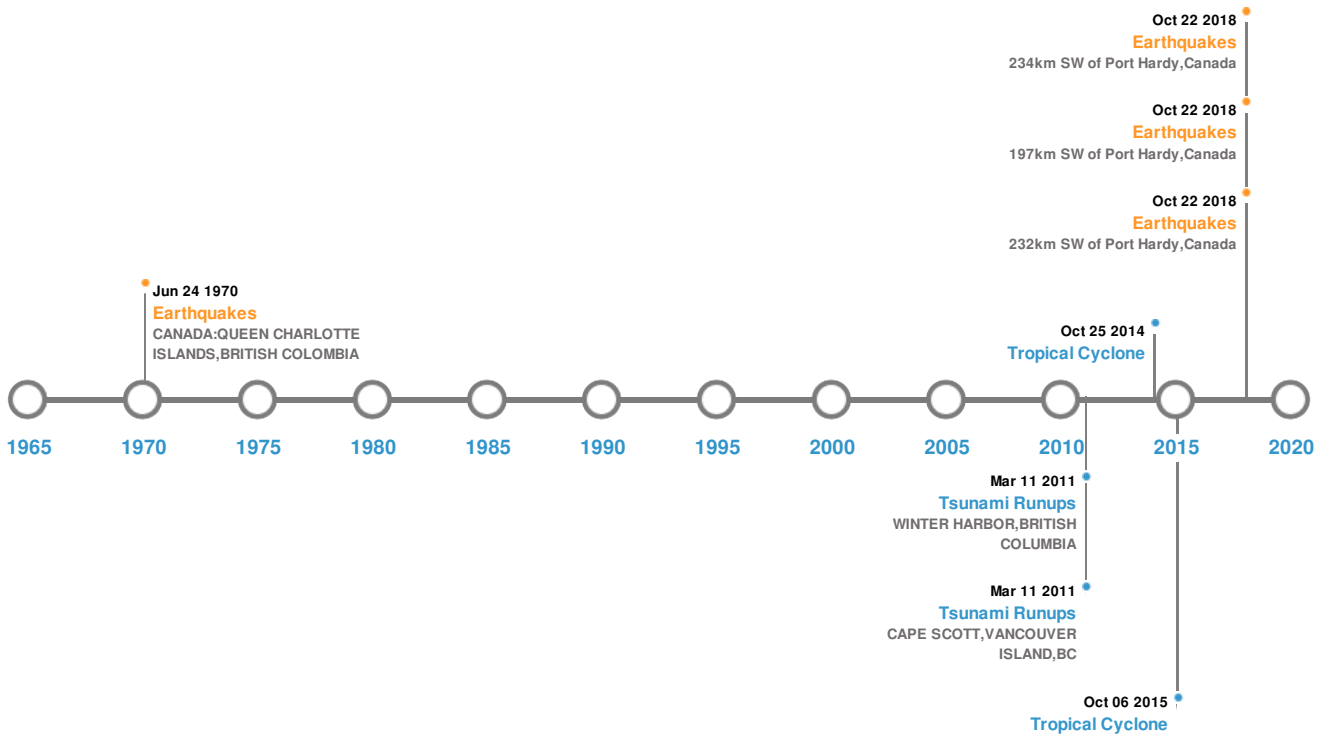 Oct 22 2018
Earthquakes
234km SW of Port Hardy,Canada
Oct 22 2018
Earthquakes
197km SW of Port Hardy,Canada
Oct 22 2018
Earthquakes
232km SW of Port Hardy,Canada
Jun 24 1970
Earthquakes
CANADA:QUEEN CHARLOTTE
ISLANDS,BRITISH COLOMBIA
Oct 25 2014
Tropical Cyclone
1965 1970 1975 1980 1985 1990 1995 2000 2005 2010 2015 2020
Mar 11 2011
Tsunami Runups
WINTER HARBOR,BRITISH
COLUMBIA
Mar 11 2011
Tsunami Runups
CAPE SCOTT,VANCOUVER
ISLAND,BC
Oct 06 2015
Tropical Cyclone